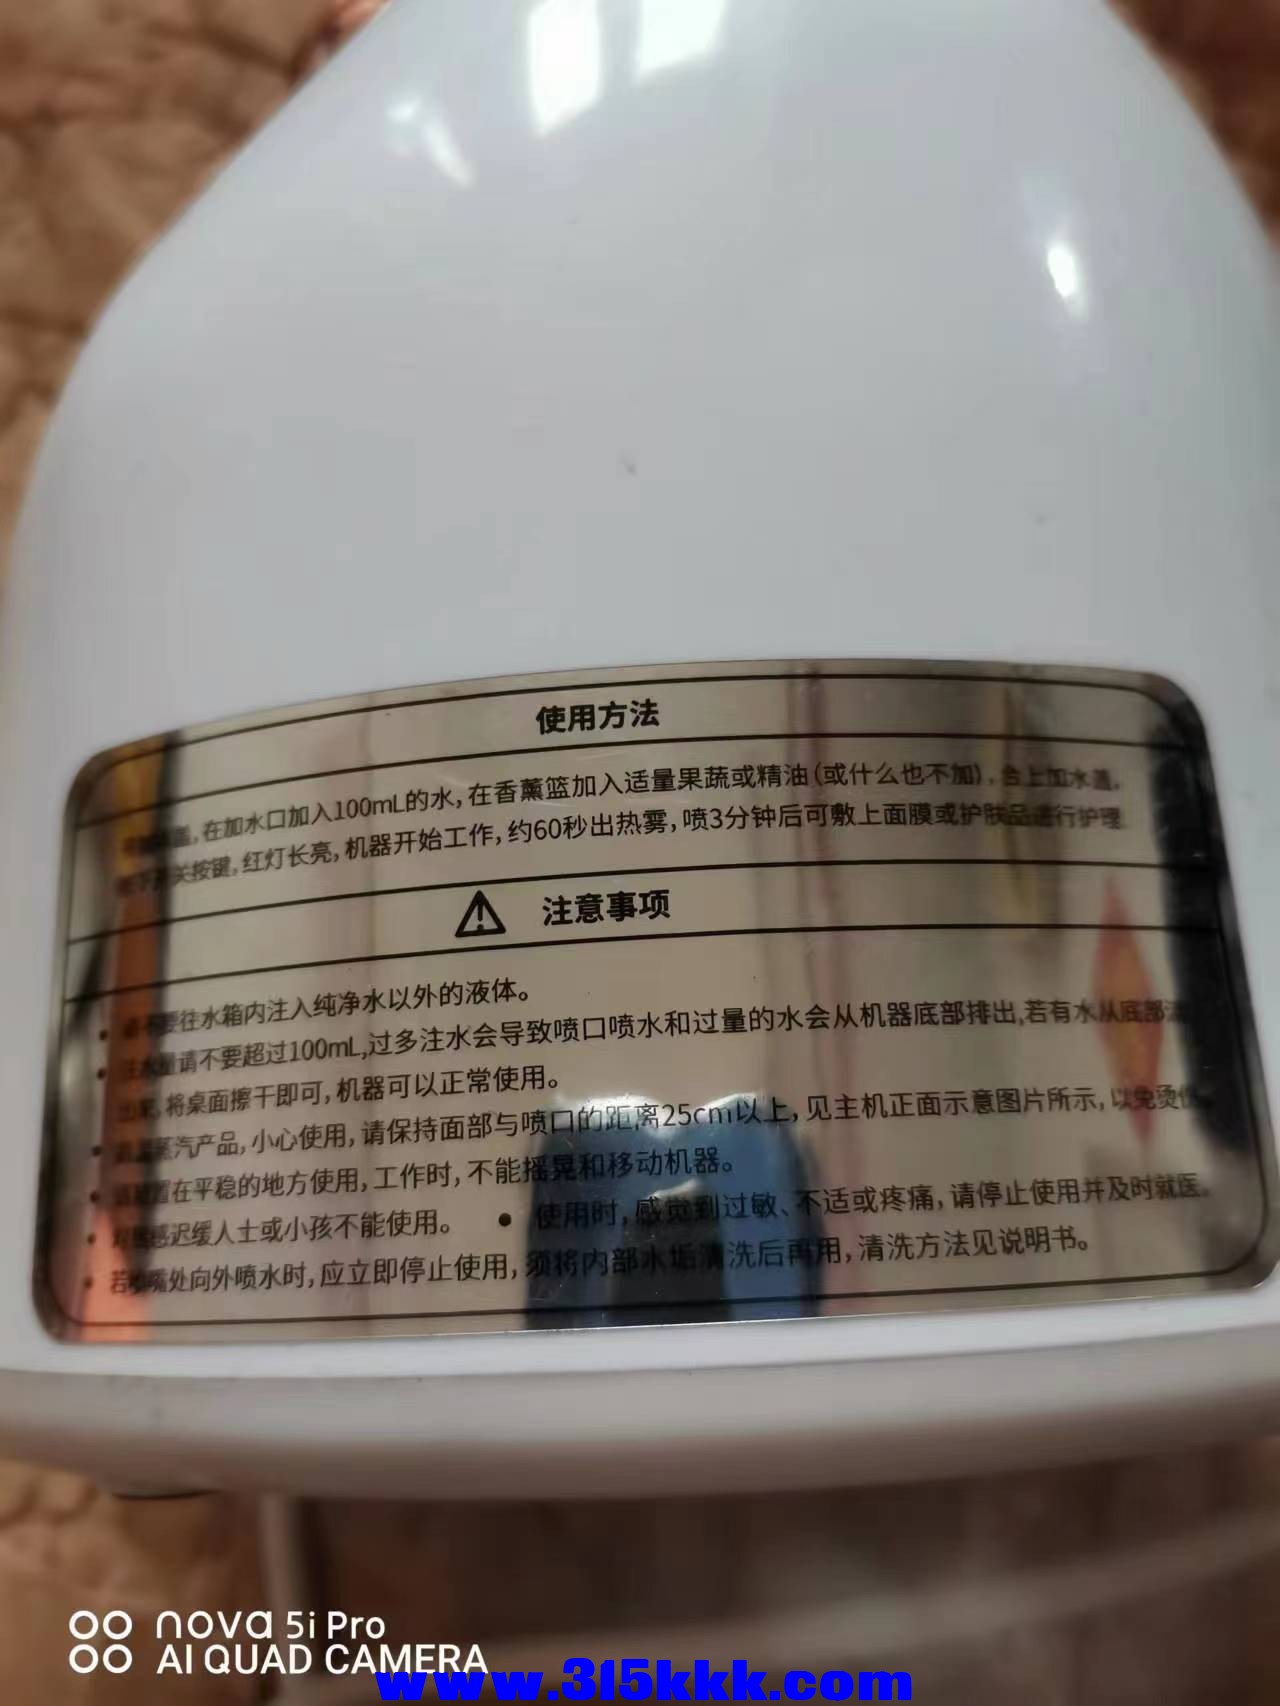 使用方法
盖,在加水口加入100mL的水,在香薰篮加入适量果蔬或精油(或什么也不加),合上加水盖,
关按键,红灯长亮,机器开始工作,约60秒出热雾,喷3分钟后可敷上面膜或护肤品进行护理
注意事项
• 不要往水箱内注入纯净水以外的液体。
• 注水量请不要超过100mL,过多注水会导致喷口喷水和过量的水会从机器底部排出,若有水从底部流
出来,将桌面擦干即可,机器可以正常使用。
• 蒸汽产品,小心使用,请保持面部与喷口的距离25cm以上,见主机正面示意图片所示,以免烫伤。
• 置在平稳的地方使用,工作时,不能摇晃和移动机器。
• 感迟缓人士或小孩不能使用。 • 使用时,感觉到过敏、不适或疼痛,请停止使用并及时就医。
• 若喷嘴处向外喷水时,应立即停止使用,须将内部水垢清洗后再用,清洗方法见说明书。
nova 5i Pro
AI QUAD CAMERA
www.315kkk.com